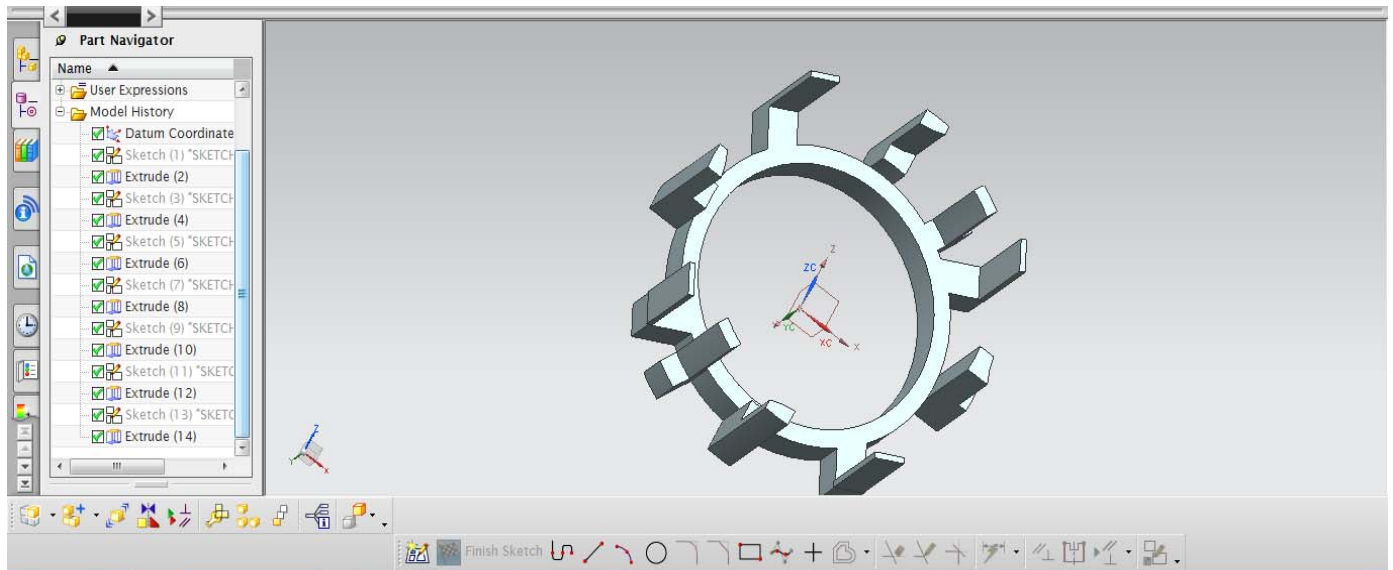 Part Navigator
Name
User Expressions
Model History
Datum Coordinate
Sketch (1) "SKETCH
Extrude (2)
Sketch (3) "SKETCH
Extrude (4)
Sketch (5) "SKETCH
Extrude (6)
Sketch (7) "SKETCH
Extrude (8)
Sketch (9) "SKETCH
Extrude (10)
Sketch (11) "SKETC
Extrude (12)
Sketch (13) "SKETC
Extrude (14)
Z
ZC
YC
XC
X
Z
Y
X
Finish Sketch